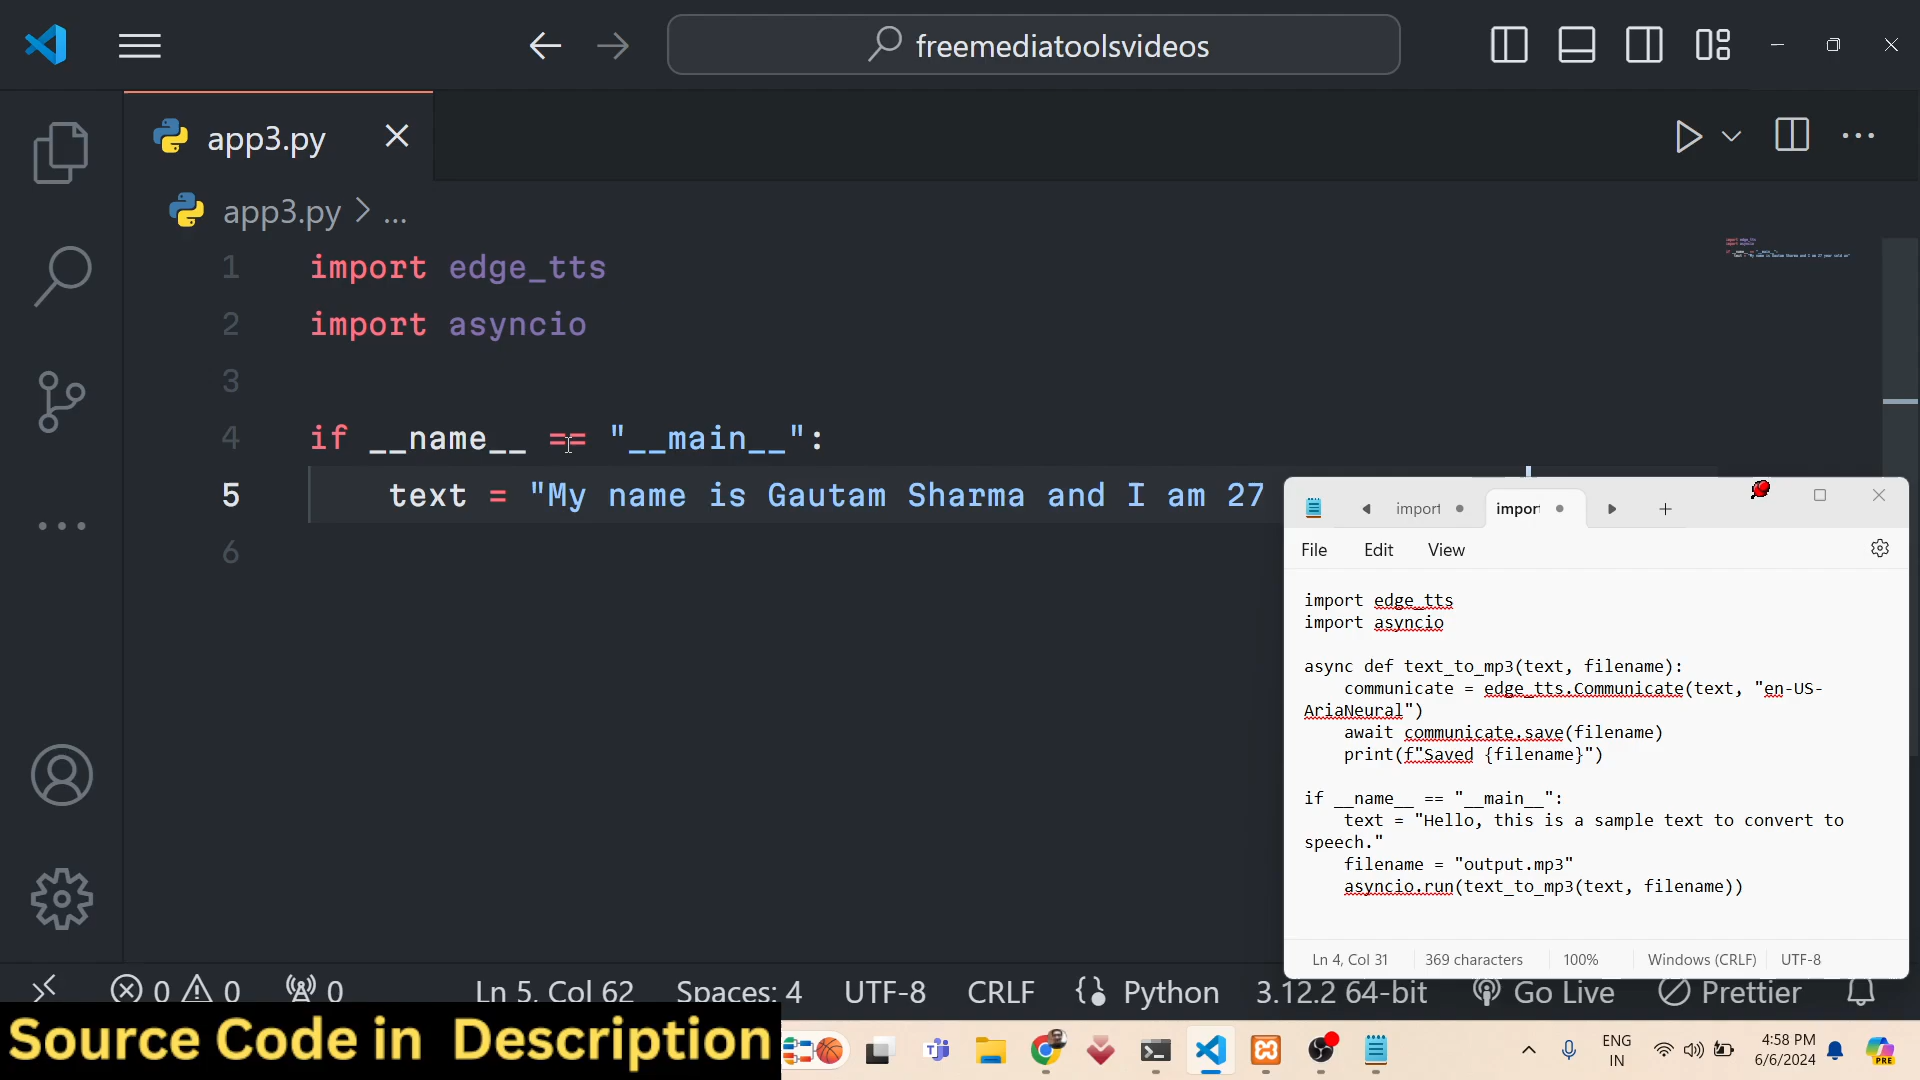 freemediatoolsvideos
app3.py
app3.py > ...
1 import edge_tts
2 import asyncio
3
4 if __name__ == "__main__":
5 text = "My name is Gautam Sharma and I am 27
6
import
import
File Edit View
import edge_tts
import asyncio
async def text_to_mp3(text, filename):
communicate = edge_tts.Communicate(text, "en-US-
AriaNeural")
await communicate.save(filename)
print(f"Saved {filename}")
if __name__ == "__main__":
text = "Hello, this is a sample text to convert to
speech."
filename = "output.mp3"
asyncio.run(text_to_mp3(text, filename))
Ln 4, Col 31 369 characters 100% Windows (CRLF) UTF-8
0 0 0 Ln 5, Col 62 Spaces: 4 UTF-8 CRLF Python 3.12.2 64-bit Go Live Prettier
Source Code in Description
ENG
IN
4:58 PM
6/6/2024
PRE